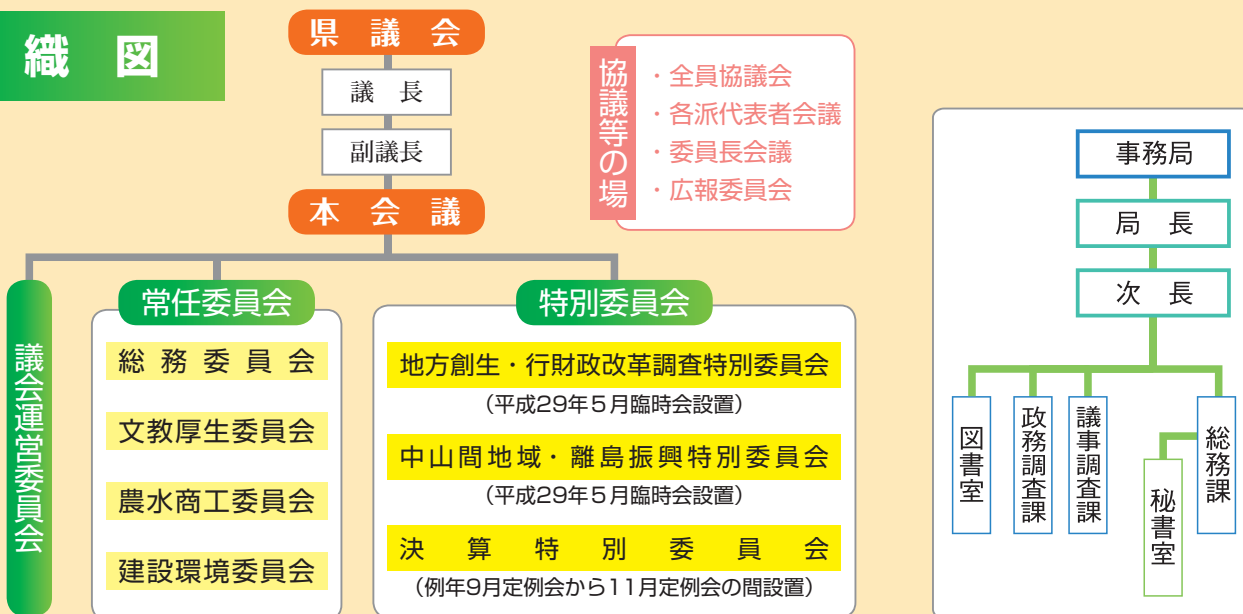 織図
県議会
議長
副議長
本会議
協議等の場
・全員協議会
・各派代表者会議
・委員長会議
・広報委員会
議会運営委員会
常任委員会
総務委員会
文教厚生委員会
農水商工委員会
建設環境委員会
特別委員会
地方創生・行財政改革調査特別委員会
(平成29年5月臨時会設置)
中山間地域・離島振興特別委員会
(平成29年5月臨時会設置)
決算特別委員会
(例年9月定例会から11月定例会の間設置)
事務局
局長
次長
図書室
政務調査課
議事調査課
秘書室
総務課